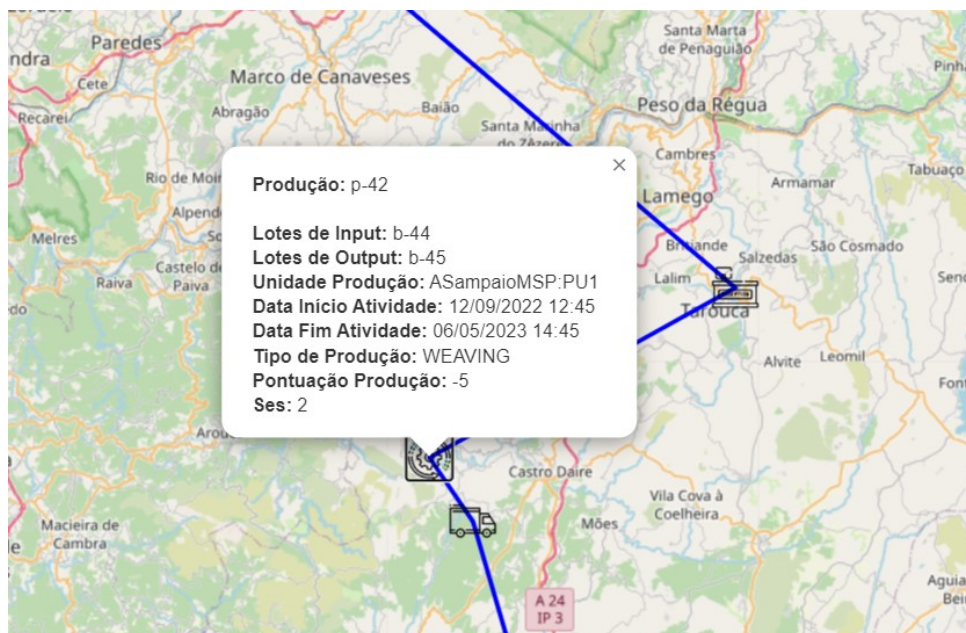 Paredes
ndra
Cete
Recarei
Marco de Canaveses
Abragão
Baião
Santa Marta
de Penaguião
Pinh
Peso da Régua
Santa Marinha
do Zêzere
Cambres
Tabuaço
Armamar
Lamego
Britiande
São Cosmado
Salzedas
Lalim
Send
Tarouca
Alvite
Leomil
Font
Rio de Moin
Alpend
Melres
Castelo de
Paiva
Raiva
edo
×
Produção: p-42
Lotes de Input: b-44
Lotes de Output: b-45
Unidade Produção: ASampaioMSP:PU1
Data Início Atividade: 12/09/2022 12:45
Data Fim Atividade: 06/05/2023 14:45
Tipo de Produção: WEAVING
Pontuação Produção: -5
Ses: 2
Arou
Castro Daire
Vila Cova à
Coelheira
Mões
Macieira de
Cambra
A 24
IP 3
Aguia
Bei